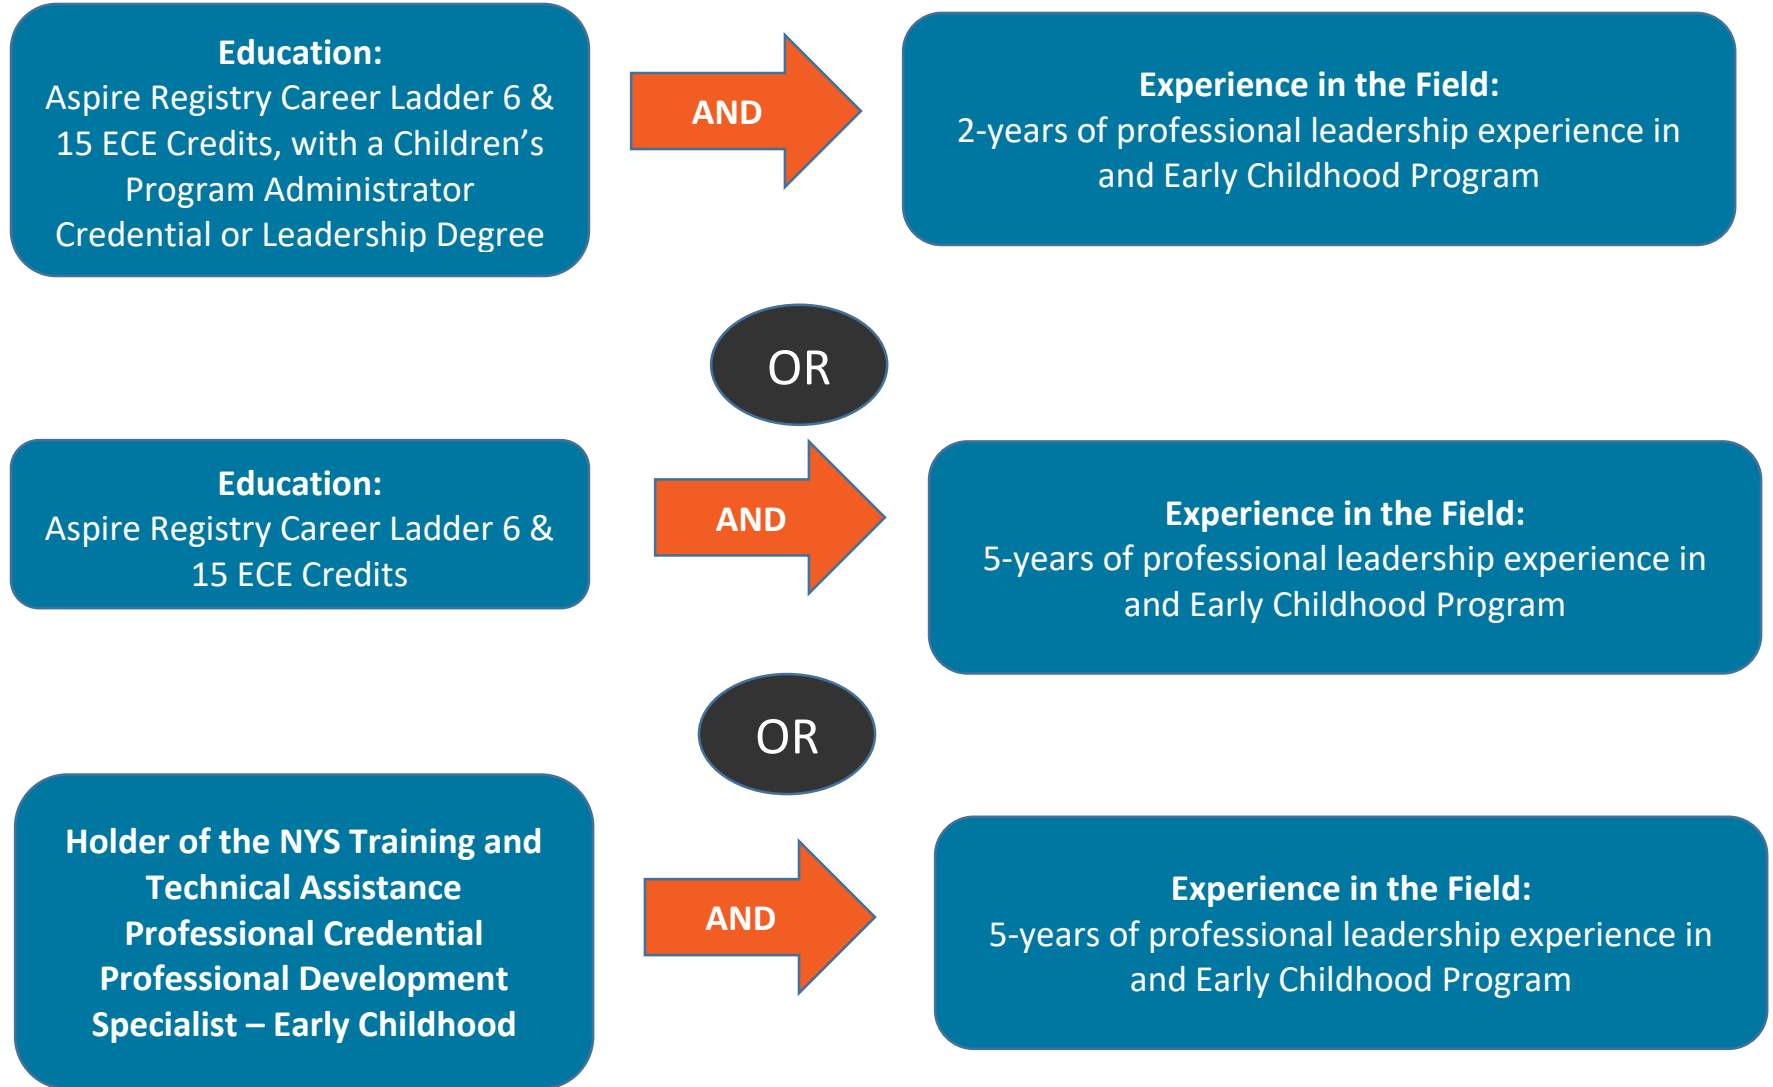 Education:
Aspire Registry Career Ladder 6 &
15 ECE Credits, with a Children’s
Program Administrator
Credential or Leadership Degree
AND
Experience in the Field:
2-years of professional leadership experience in
and Early Childhood Program
OR
Education:
Aspire Registry Career Ladder 6 &
15 ECE Credits
AND
Experience in the Field:
5-years of professional leadership experience in
and Early Childhood Program
OR
Holder of the NYS Training and
Technical Assistance
Professional Credential
Professional Development
Specialist – Early Childhood
AND
Experience in the Field:
5-years of professional leadership experience in
and Early Childhood Program